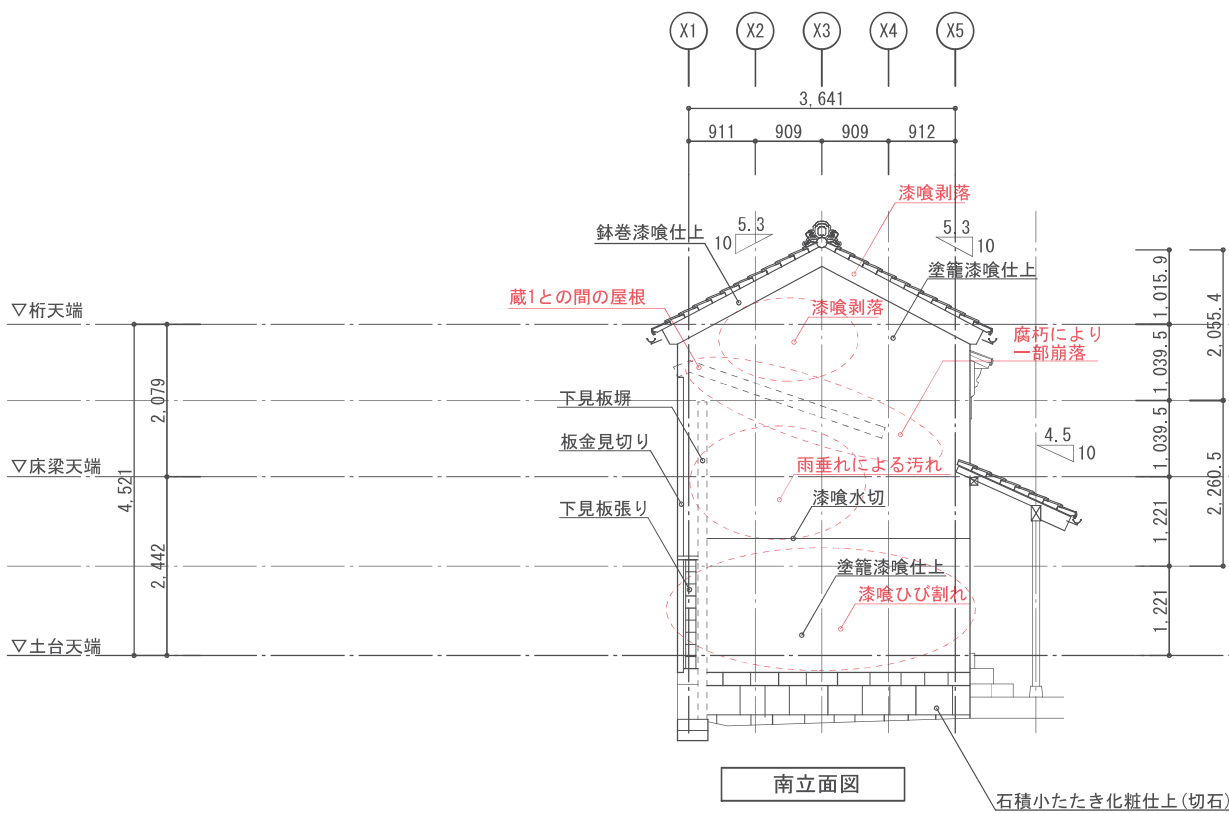 X1
X2
X3
X4
X5
3,641
911
909
909
912
漆喰剥落
鉢巻漆喰仕上
5.3
10
5.3
10
塗籠漆喰仕上
蔵1との間の屋根
漆喰剥落
▽桁天端
腐朽により
一部崩落
1,015.9
2,055.4
1,039.5
2,079
下見板塀
板金見切り
4.5
10
1,039.5
▽床梁天端
雨垂れによる汚れ
4,521
漆喰水切
2,260.5
下見板張り
1,221
2,442
塗籠漆喰仕上
漆喰ひび割れ
1,221
▽土台天端
南立面図
石積小たたき化粧仕上(切石)